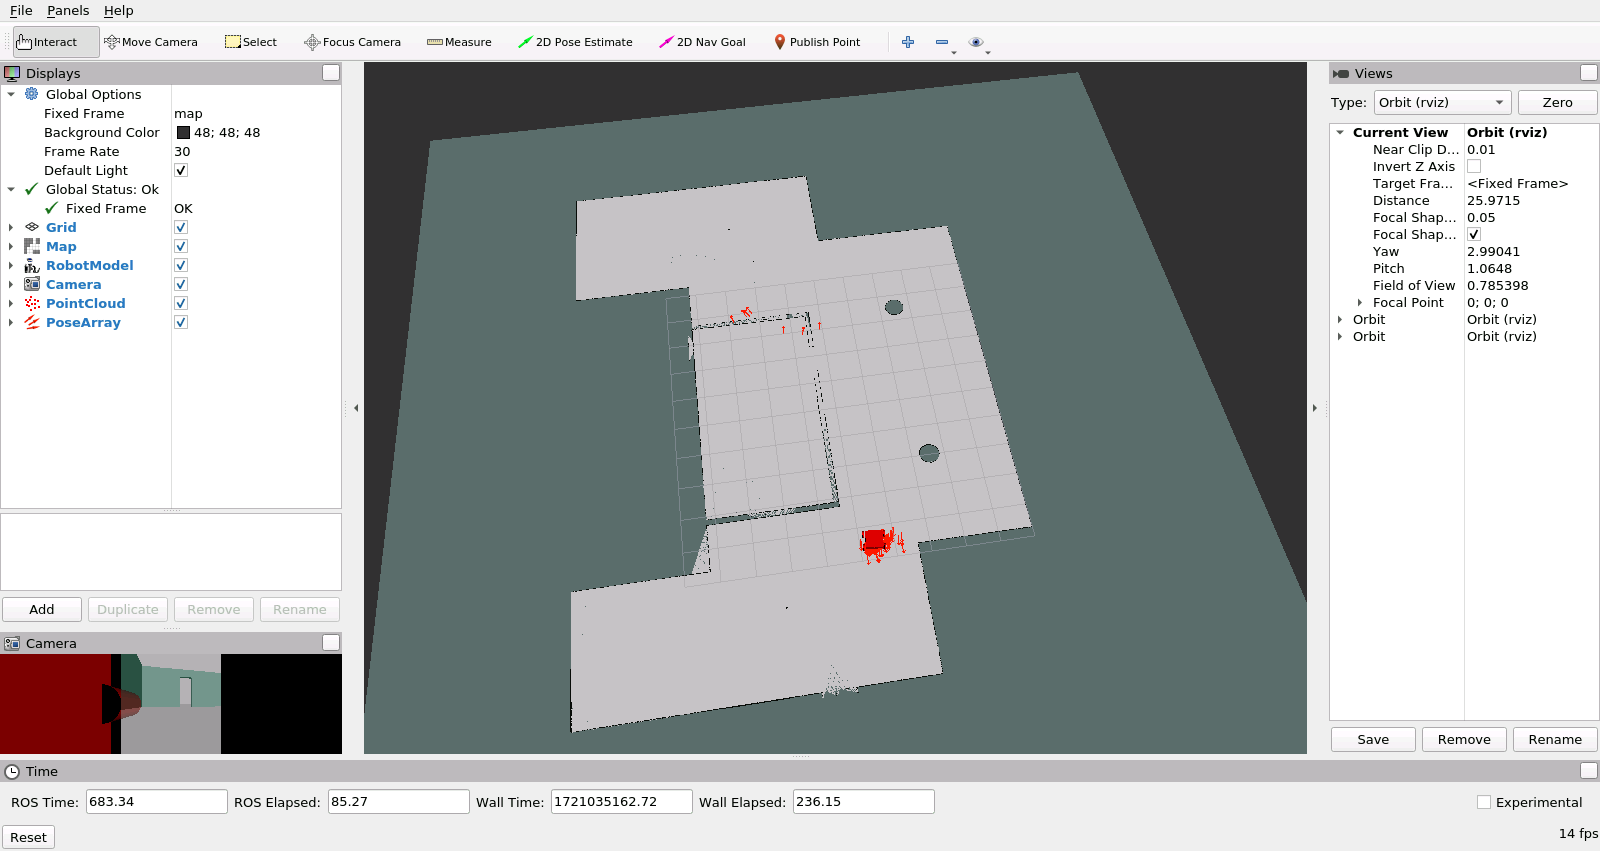 File Panels Help
Interact Move Camera Select Focus Camera Measure 2D Pose Estimate 2D Nav Goal Publish Point
Displays
Global Options
Fixed Frame map
Background Color 48; 48; 48
Frame Rate 30
Default Light
Global Status: Ok
Fixed Frame OK
Grid
Map
RobotModel
Camera
PointCloud
PoseArray
Add Duplicate Remove Rename
Camera
Views
Type: Orbit (rviz) Zero
Current View Orbit (rviz)
Near Clip D... 0.01
Invert Z Axis
Target Fra... <Fixed Frame>
Distance 25.9715
Focal Shap... 0.05
Focal Shap...
Yaw 2.99041
Pitch 1.0648
Field of View 0.785398
Focal Point 0; 0; 0
Orbit Orbit (rviz)
Orbit Orbit (rviz)
Save Remove Rename
Time
ROS Time: 683.34 ROS Elapsed: 85.27 Wall Time: 1721035162.72 Wall Elapsed: 236.15 Experimental
Reset 14 fps